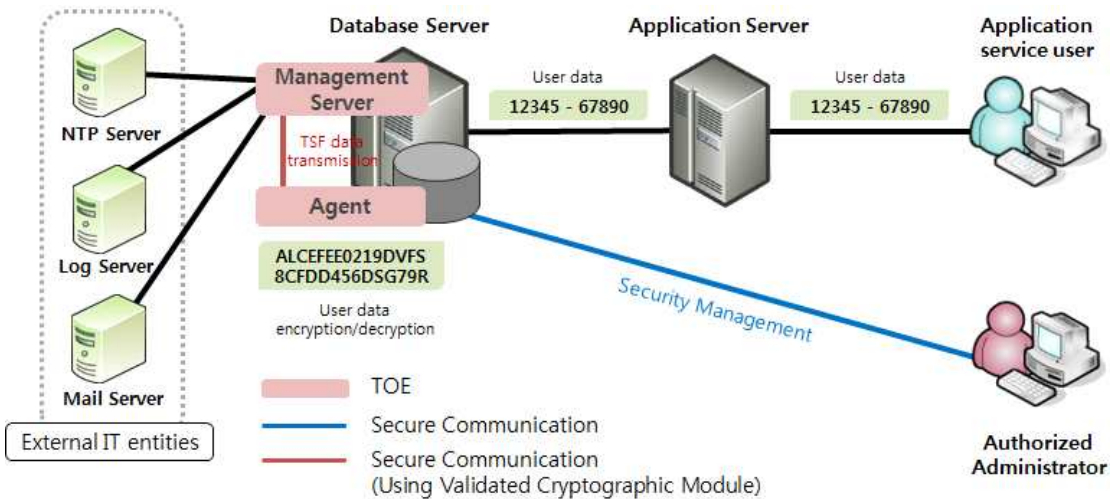 Database Server
Application Server
Application
service user
Management
Server
User data
12345 - 67890
User data
12345 - 67890
NTP Server
TSF data
transmission
Agent
Log Server
ALCEFEE0219DVFS
8CFDD456DSG79R
User data
encryption/decryption
Security Management
Mail Server
External IT entities
TOE
Secure Communication
Secure Communication
(Using Validated Cryptographic Module)
Authorized
Administrator